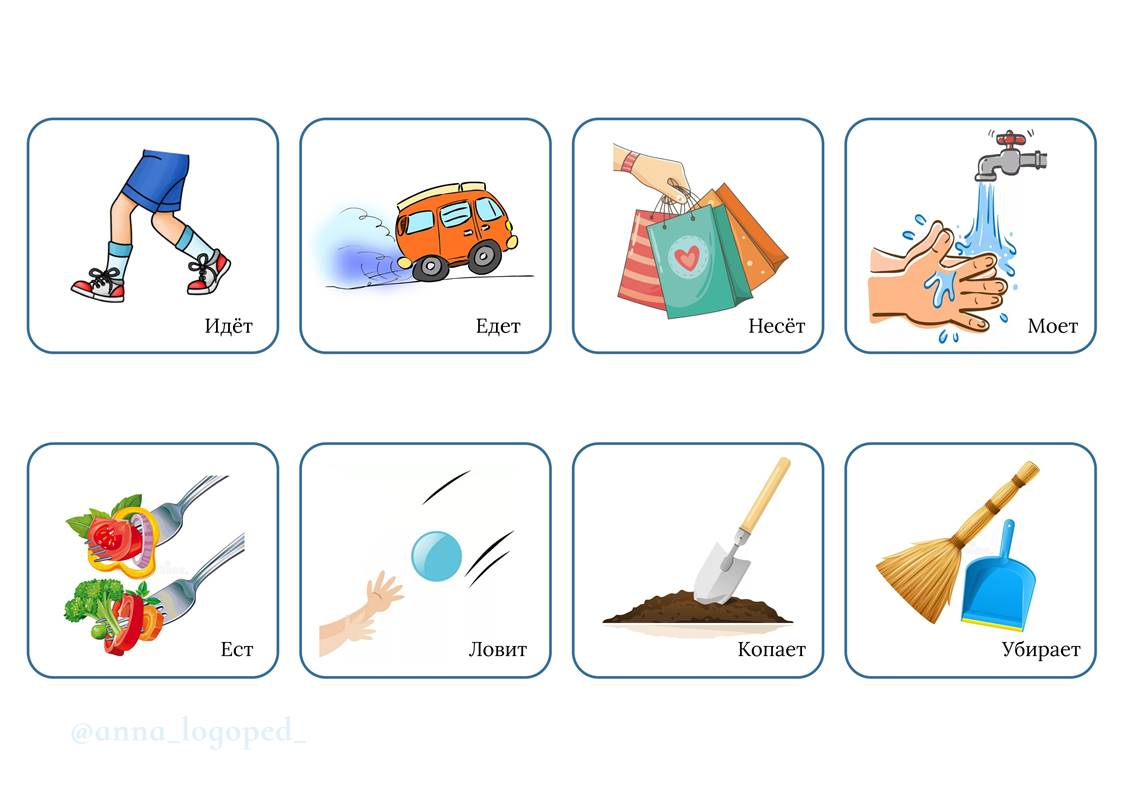 Идёт
Едет
Несёт
Моет
Ест
Ловит
Копает
Убирает
@anna_logoped_